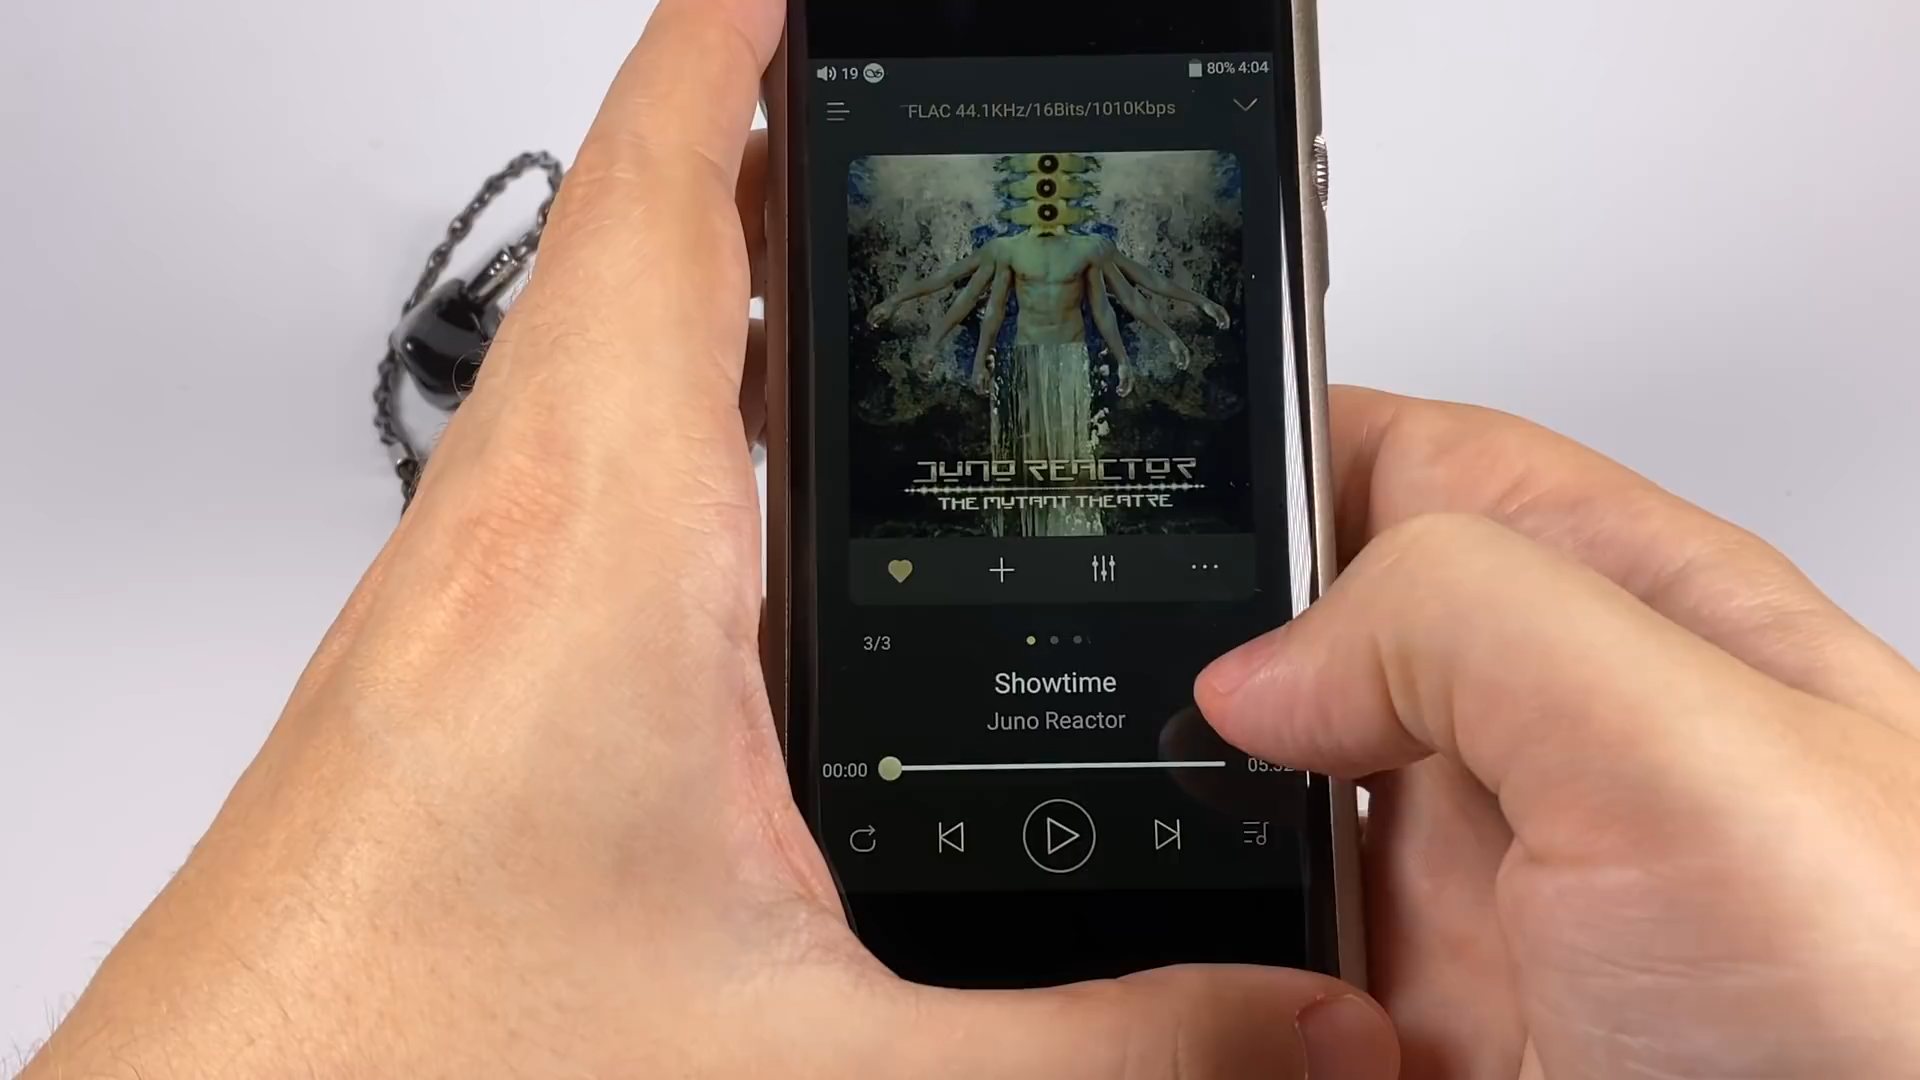 19
80% 4:04
FLAC 44.1KHz/16Bits/1010Kbps
JUNO REACTOR
THE MUTANT THEATRE
3/3
Showtime
Juno Reactor
00:00